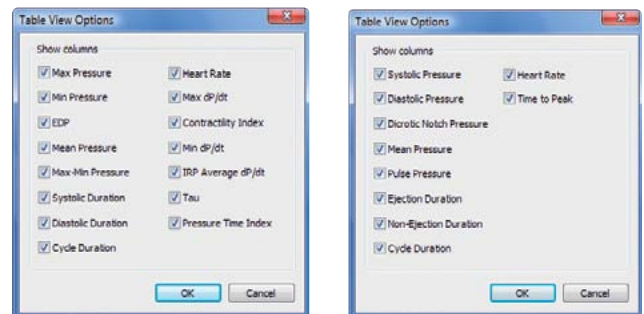 Table View Options
Show columns
Max Pressure
Min Pressure
EDP
Mean Pressure
Max-Min Pressure
Systolic Duration
Diastolic Duration
Cycle Duration
Heart Rate
Max dP/dt
Contractility Index
Min dP/dt
IRP Average dP/dt
Tau
Pressure Time Index
OK
Cancel
Table View Options
Show columns
Systolic Pressure
Diastolic Pressure
Dicrotic Notch Pressure
Mean Pressure
Pulse Pressure
Ejection Duration
Non-Ejection Duration
Cycle Duration
Heart Rate
Time to Peak
OK
Cancel